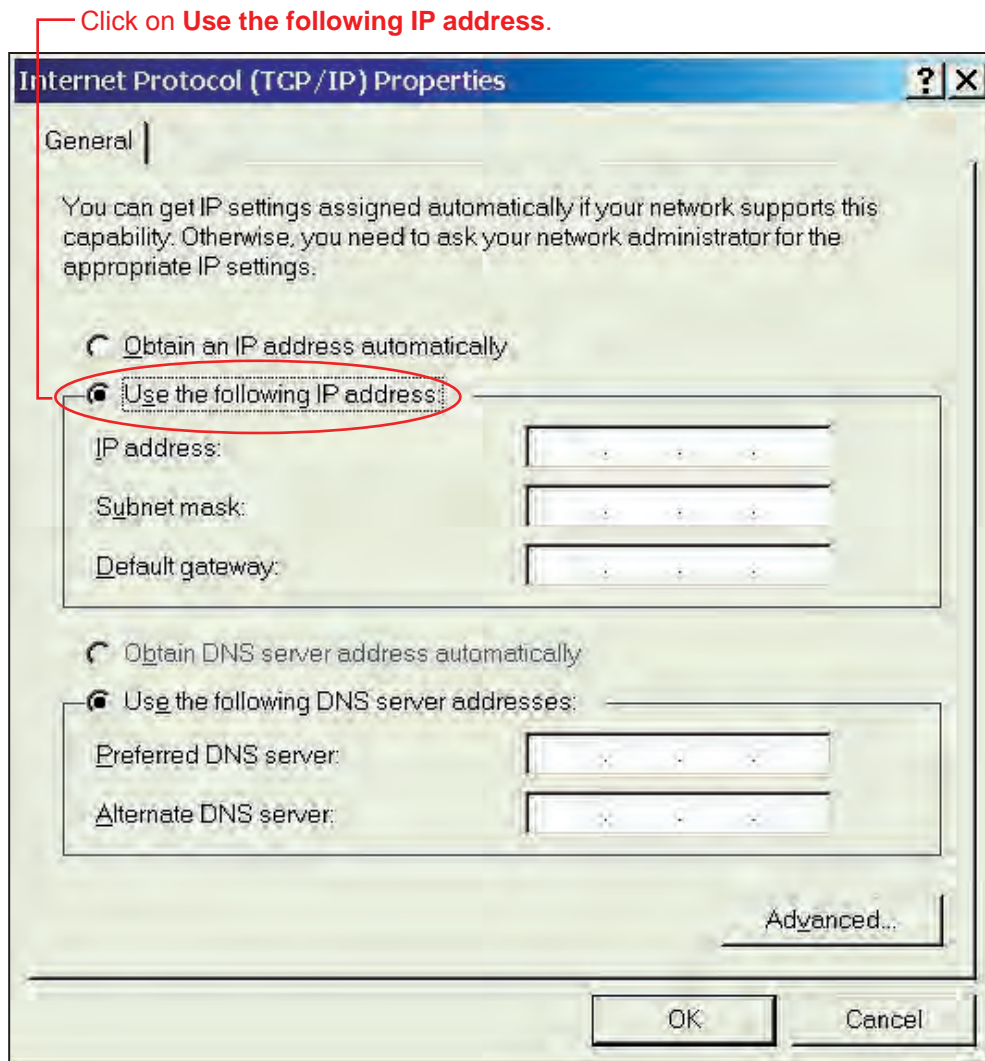 Click on Use the following IP address.
Internet Protocol (TCP/IP) Properties
General
You can get IP settings assigned automatically if your network supports this
capability. Otherwise, you need to ask your network administrator for the
appropriate IP settings.
Obtain an IP address automatically
Use the following IP address:
IP address:
Subnet mask:
Default gateway:
Obtain DNS server address automatically
Use the following DNS server addresses:
Preferred DNS server:
Alternate DNS server:
Advanced...
OK Cancel